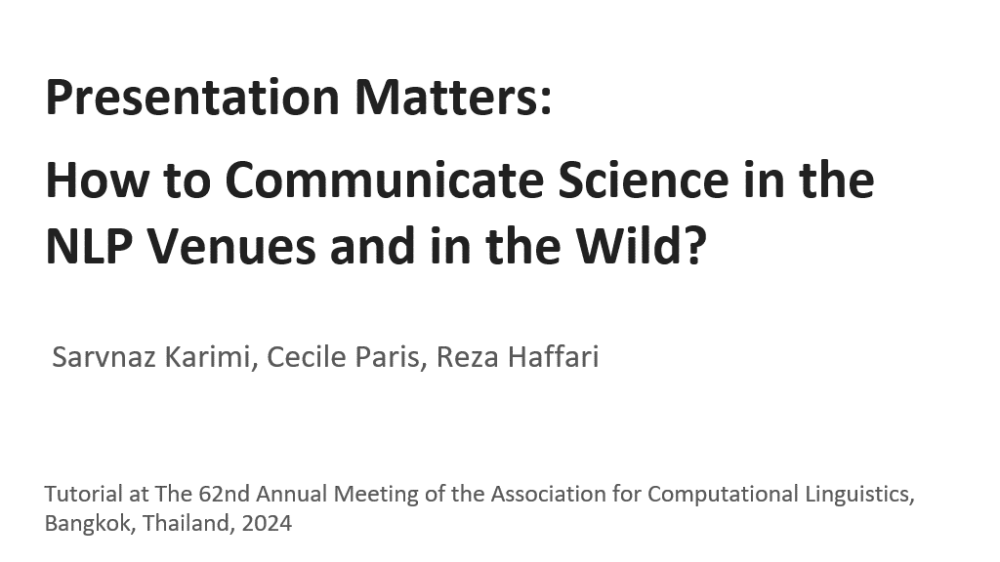 Presentation Matters:
How to Communicate Science in the
NLP Venues and in the Wild?
Sarvnaz Karimi, Cecile Paris, Reza Haffari
Tutorial at The 62nd Annual Meeting of the Association for Computational Linguistics,
Bangkok, Thailand, 2024